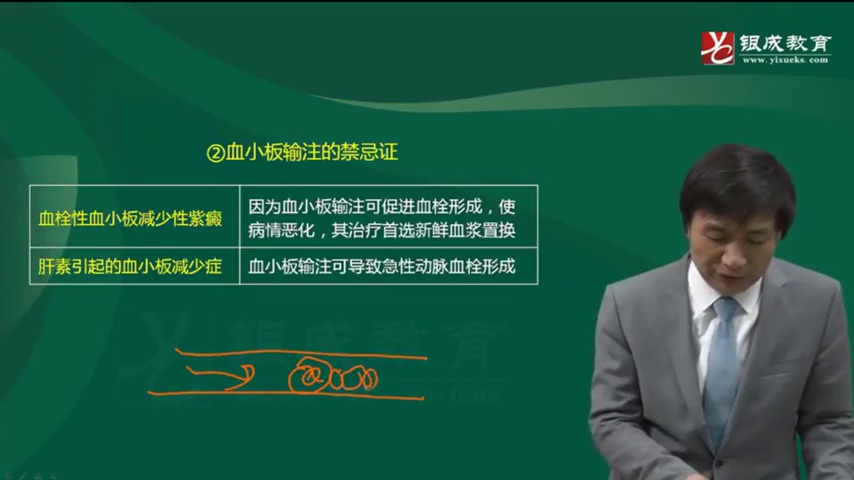 银成教育
www.yixueks.com
②血小板输注的禁忌证
血栓性血小板减少性紫癜
因为血小板输注可促进血栓形成，使
病情恶化，其治疗首选新鲜血浆置换
肝素引起的血小板减少症
血小板输注可导致急性动脉血栓形成
银成教育